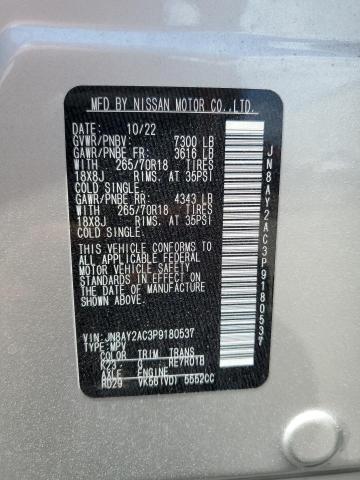 MFD BY NISSAN MOTOR CO.,LTD.
DATE: 10/22
GVWR/PNBV: 7300 LB
GAWR/PNBE FR: 3616 LB
WITH 265/70R18 TIRES
18X8J RIMS, AT 35PSI
COLD SINGLE
GAWR/PNBE RR: 4343 LB
WITH 265/70R18 TIRES
18X8J RIMS, AT 35PSI
COLD SINGLE
THIS VEHICLE CONFORMS TO
ALL APPLICABLE FEDERAL
MOTOR VEHICLE SAFETY
STANDARDS IN EFFECT ON
THE DATE OF MANUFACTURE
SHOWN ABOVE.
VIN: JN8AY2AC3P9180537
TYPE: MPV
COLOR TRIM TRANS
K23 G RE7R01B
AXLE ENGINE
RD29 VK56(VD) 5552CC
JN8AY2AC3P9180537